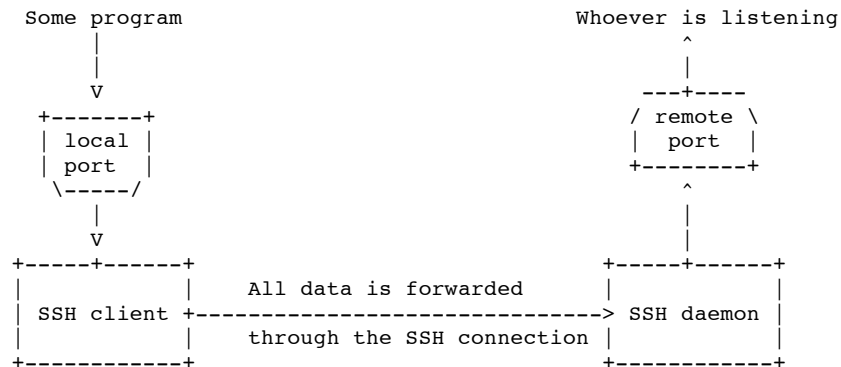 Some program
Whoever is listening
V
local
port
remote
port
V
All data is forwarded
SSH client
SSH daemon
through the SSH connection